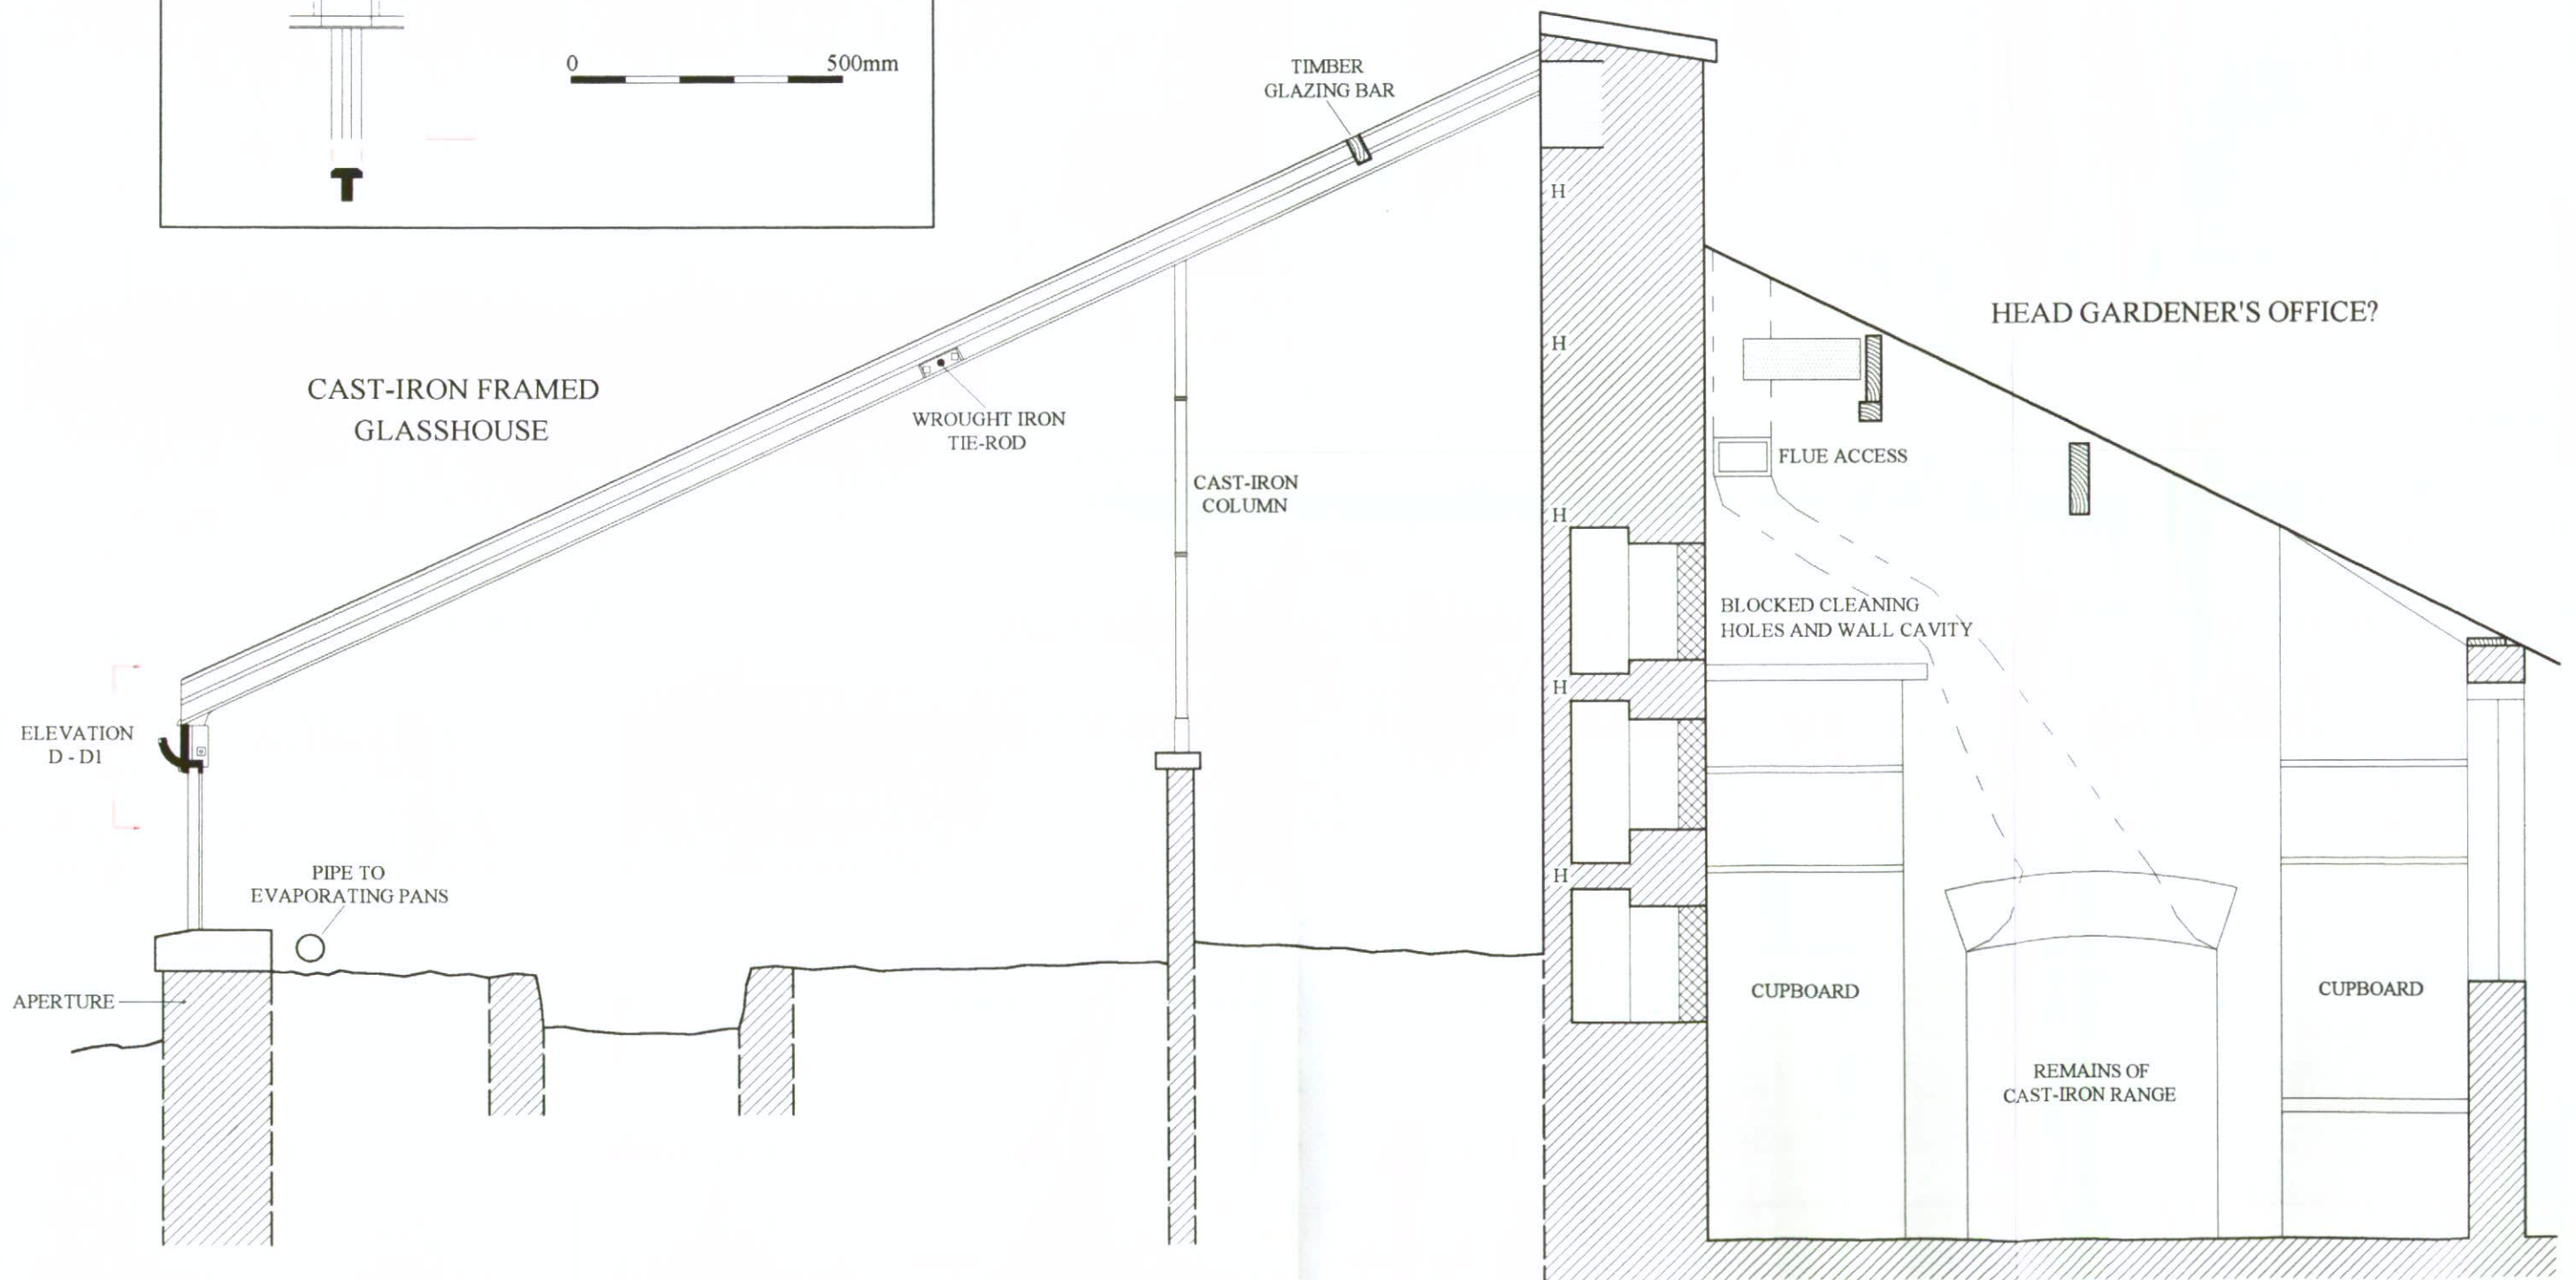 0 500mm
TIMBER
GLAZING BAR
H
H
HEAD GARDENER'S OFFICE?
CAST-IRON FRAMED
GLASSHOUSE
WROUGHT IRON
TIE-ROD
FLUE ACCESS
CAST-IRON
COLUMN
H
BLOCKED CLEANING
HOLES AND WALL CAVITY
H
ELEVATION
D - D1
PIPE TO
EVAPORATING PANS
H
APERTURE
CUPBOARD
CUPBOARD
REMAINS OF
CAST-IRON RANGE